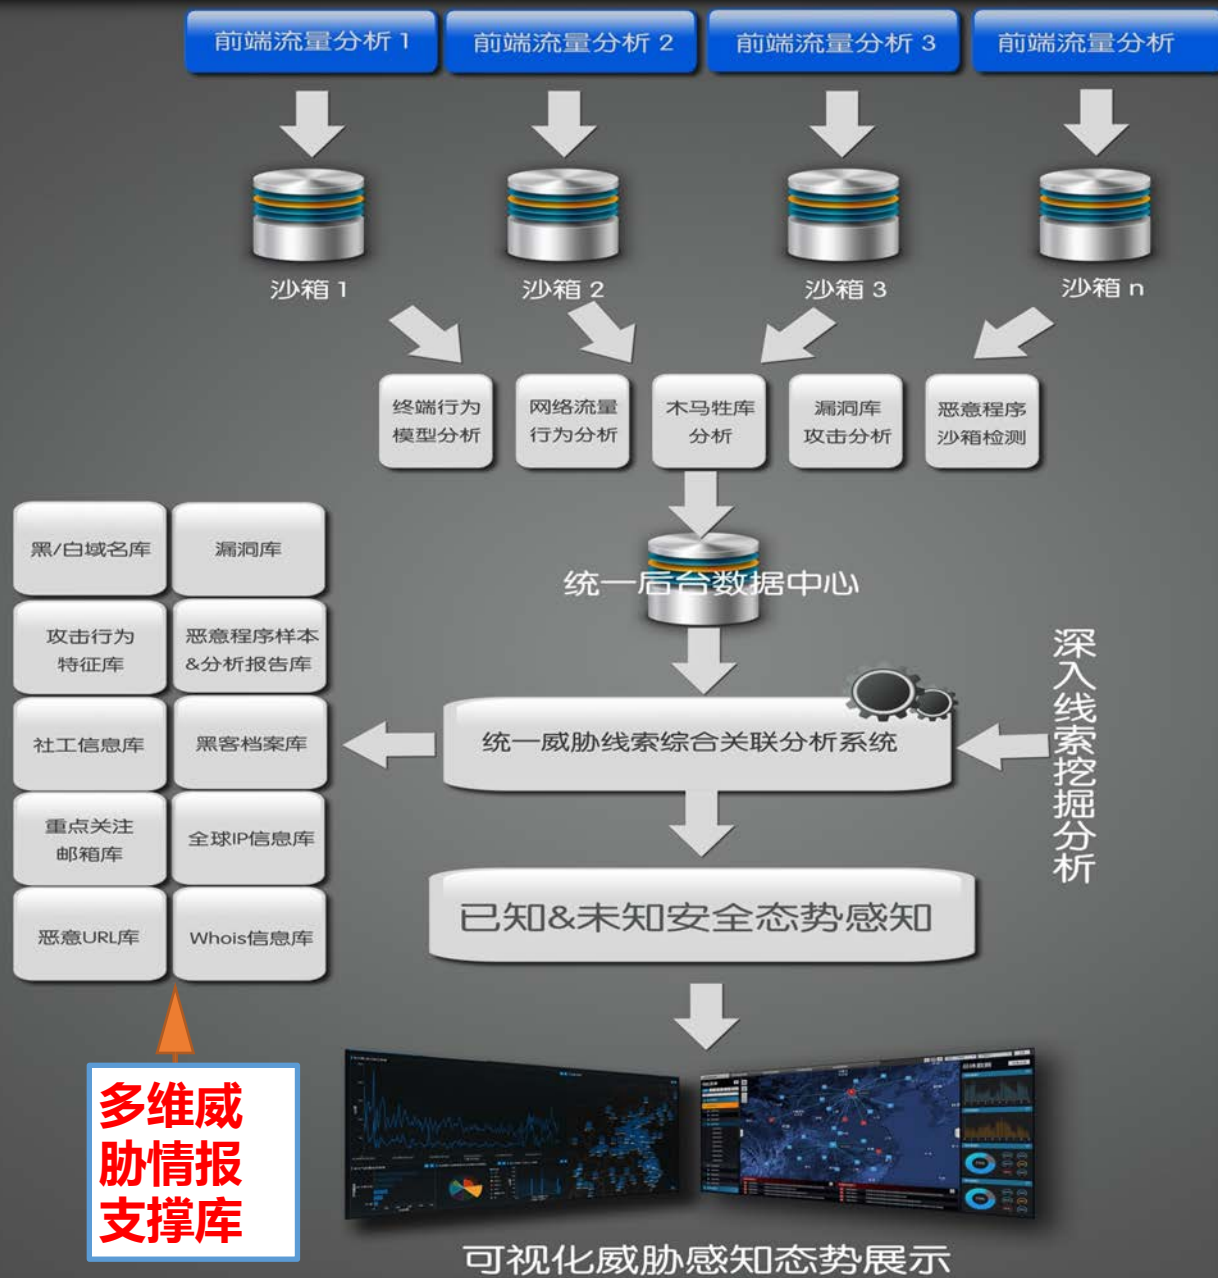 前端流量分析 1
前端流量分析 2
前端流量分析 3
前端流量分析
沙箱 1
沙箱 2
沙箱 3
沙箱 n
终端行为
模型分析
网络流量
行为分析
木马牲库
分析
漏洞库
攻击分析
恶意程序
沙箱检测
统一后台数据中心
黑/白域名库
漏洞库
攻击行为
特征库
恶意程序样本
&分析报告库
社工信息库
黑客档案库
重点关注
邮箱库
全球IP信息库
恶意URL库
Whois信息库
统一威胁线索综合关联分析系统
深入线索挖掘分析
已知&未知安全态势感知
多维威
胁情报
支撑库
可视化威胁感知态势展示